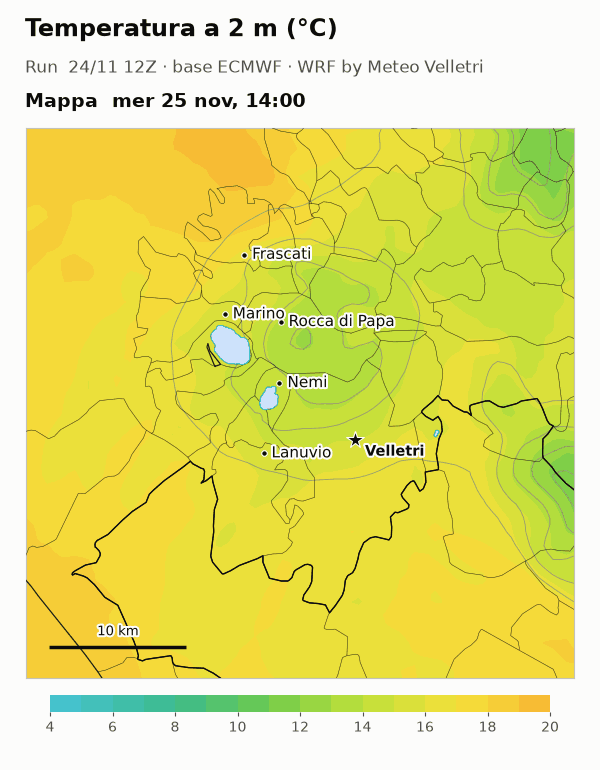 Temperatura a 2 m (°C)
Run 24/11 12Z · base ECMWF · WRF by Meteo Velletri
Mappa mer 25 nov, 14:00
Frascati
Marino
Rocca di Papa
Nemi
Velletri
Lanuvio
10 km
4 6 8 10 12 14 16 18 20